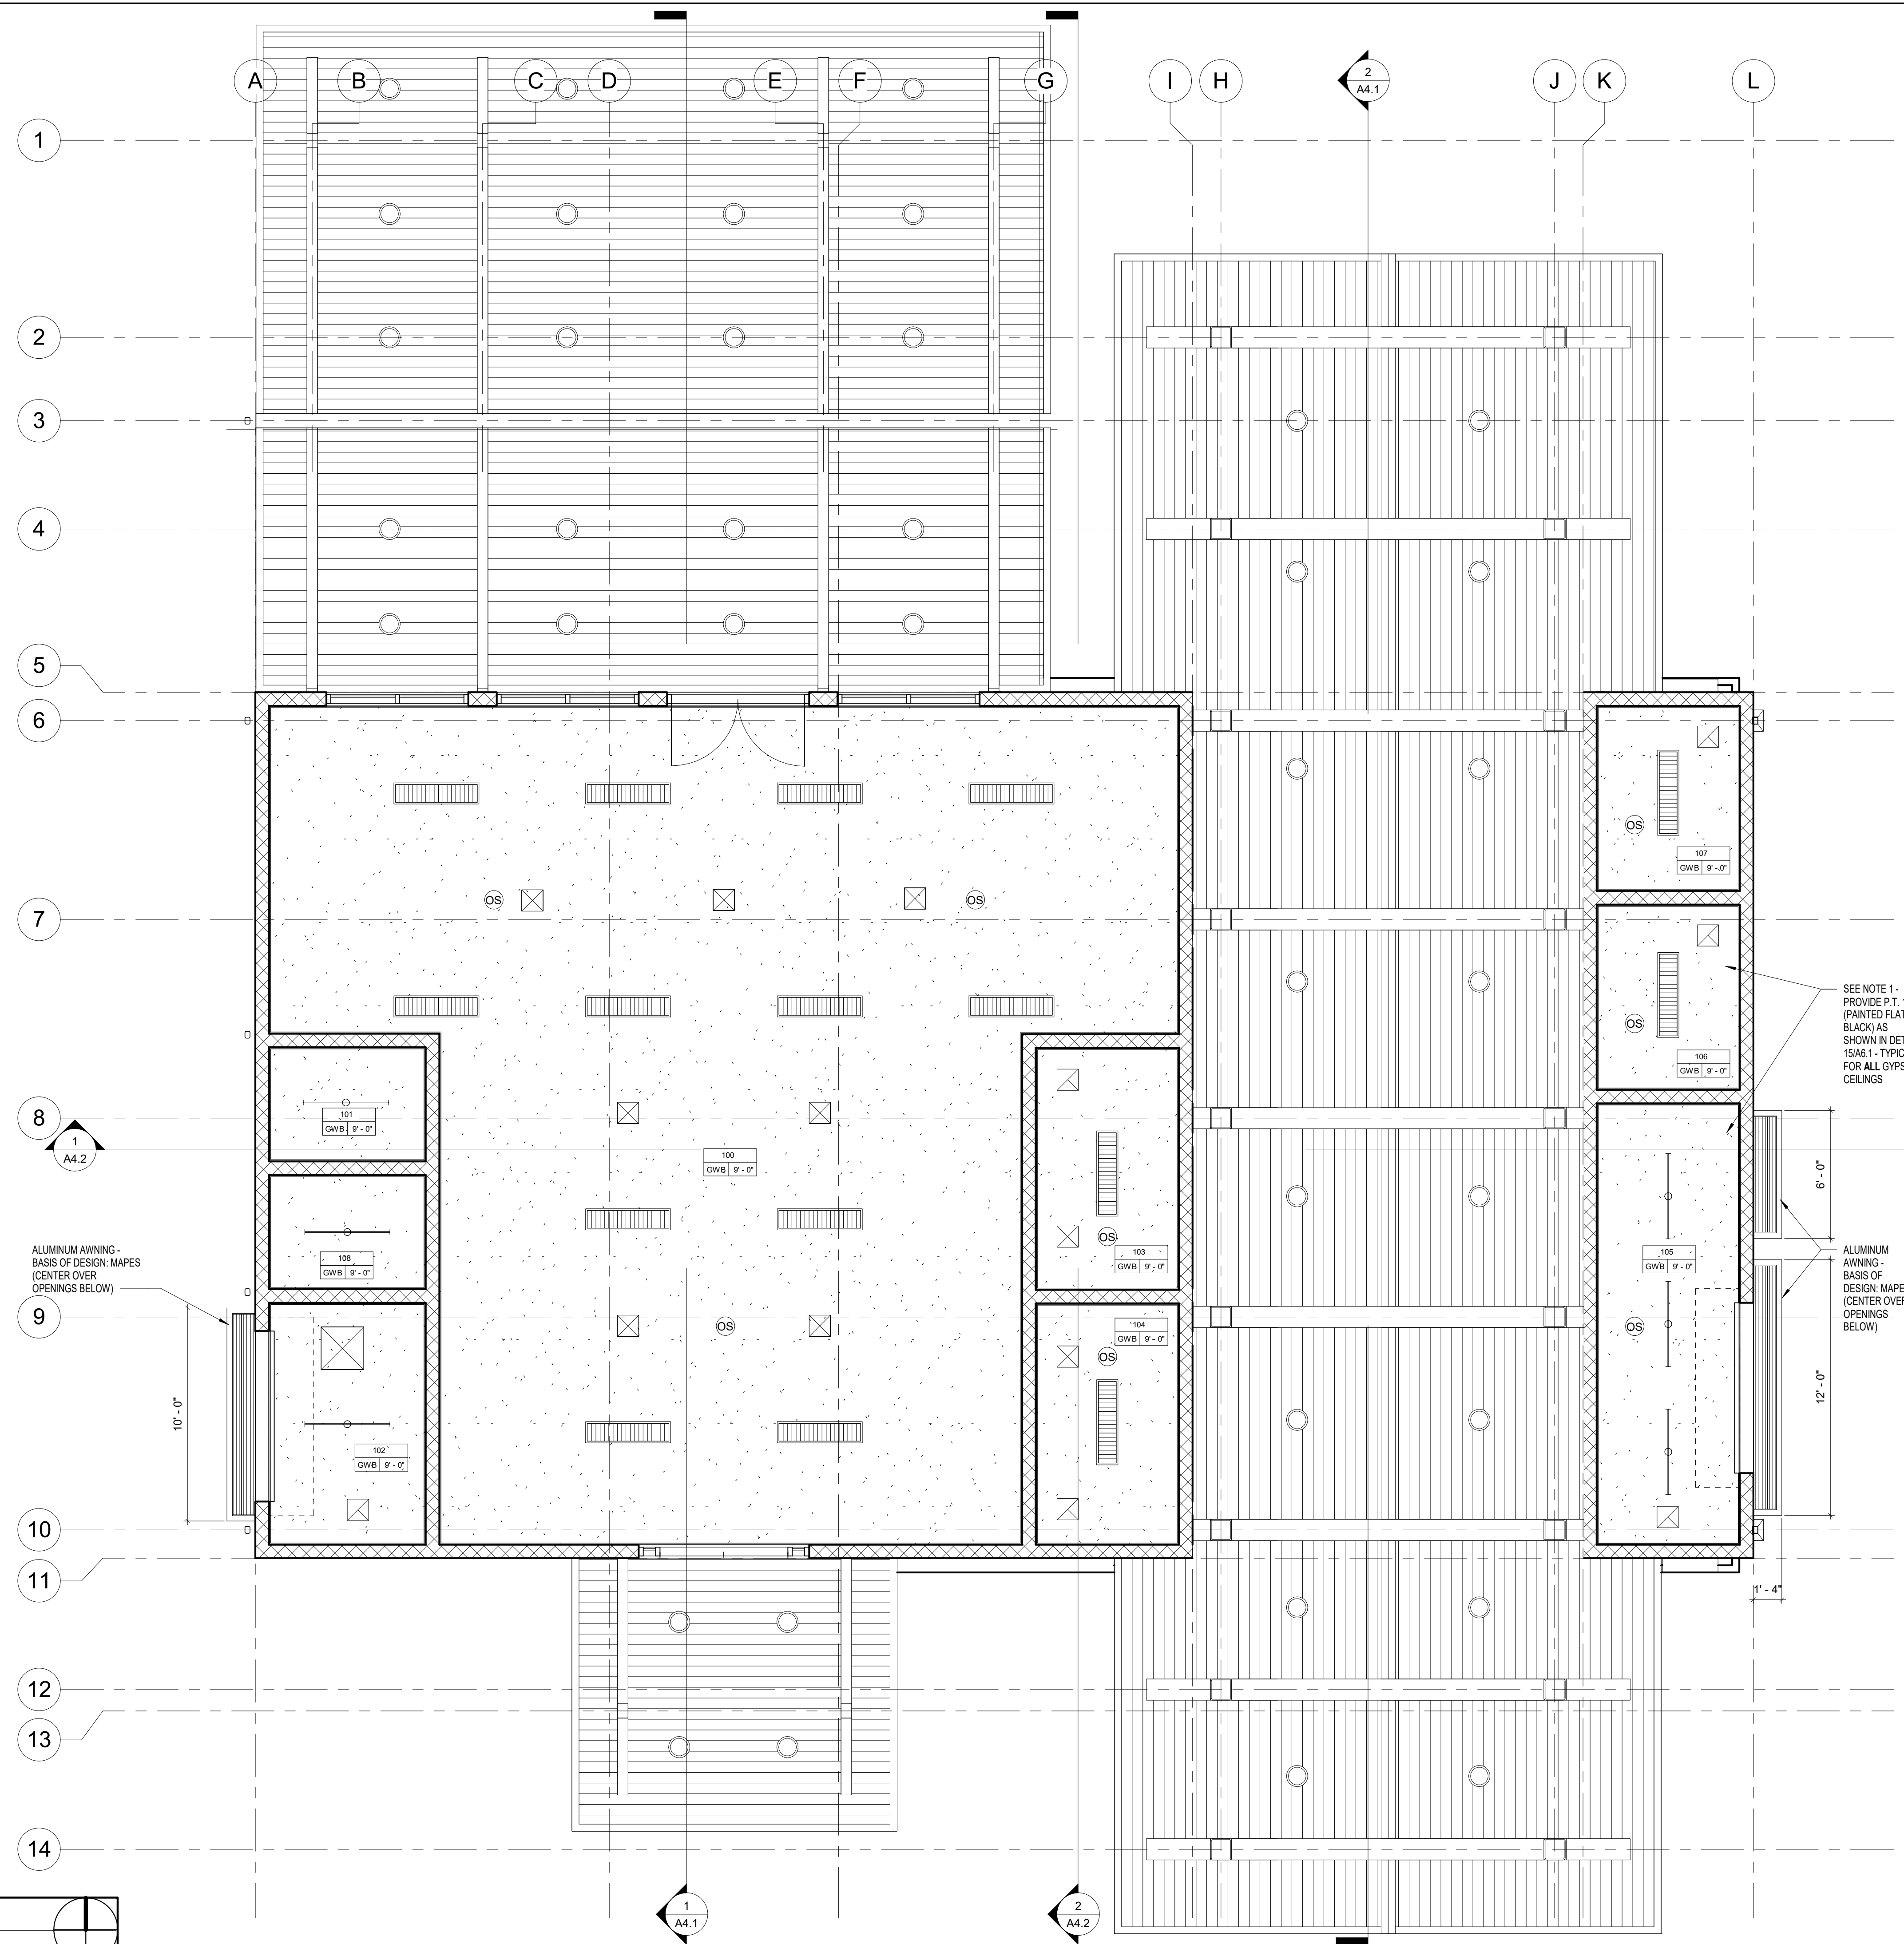 A
B
C
D
E
F
G
I
H
2
A4.1
J
K
L
1
2
3
4
5
6
7
8
9
10
11
12
13
14
107
GWB 9' - 0"
OS
OS
OS
SEE NOTE 1 -
PROVIDE P.T.
(PAINTED FLAT
BLACK) AS
SHOWN IN
15/A6.1 -
FOR ALL
CEILINGS
OS
106
GWB 9' - 0"
101
GWB 9' - 0"
1
A4.2
100
GWB 9' - 0"
6' - 0"
108
GWB 9' - 0"
OS
103
GWB 9' - 0"
105
GWB 9' - 0"
ALUMINUM AWNING -
BASIS OF DESIGN: MAPES
(CENTER OVER
OPENINGS BELOW)
ALUMINUM
AWNING -
BASIS OF
DESIGN:
(CENTER
OPENINGS
BELOW)
OS
104
GWB 9' - 0"
OS
OS
10' - 0"
12' - 0"
102
GWB 9' - 0"
1' - 4"
1
A4.1
2
A4.2